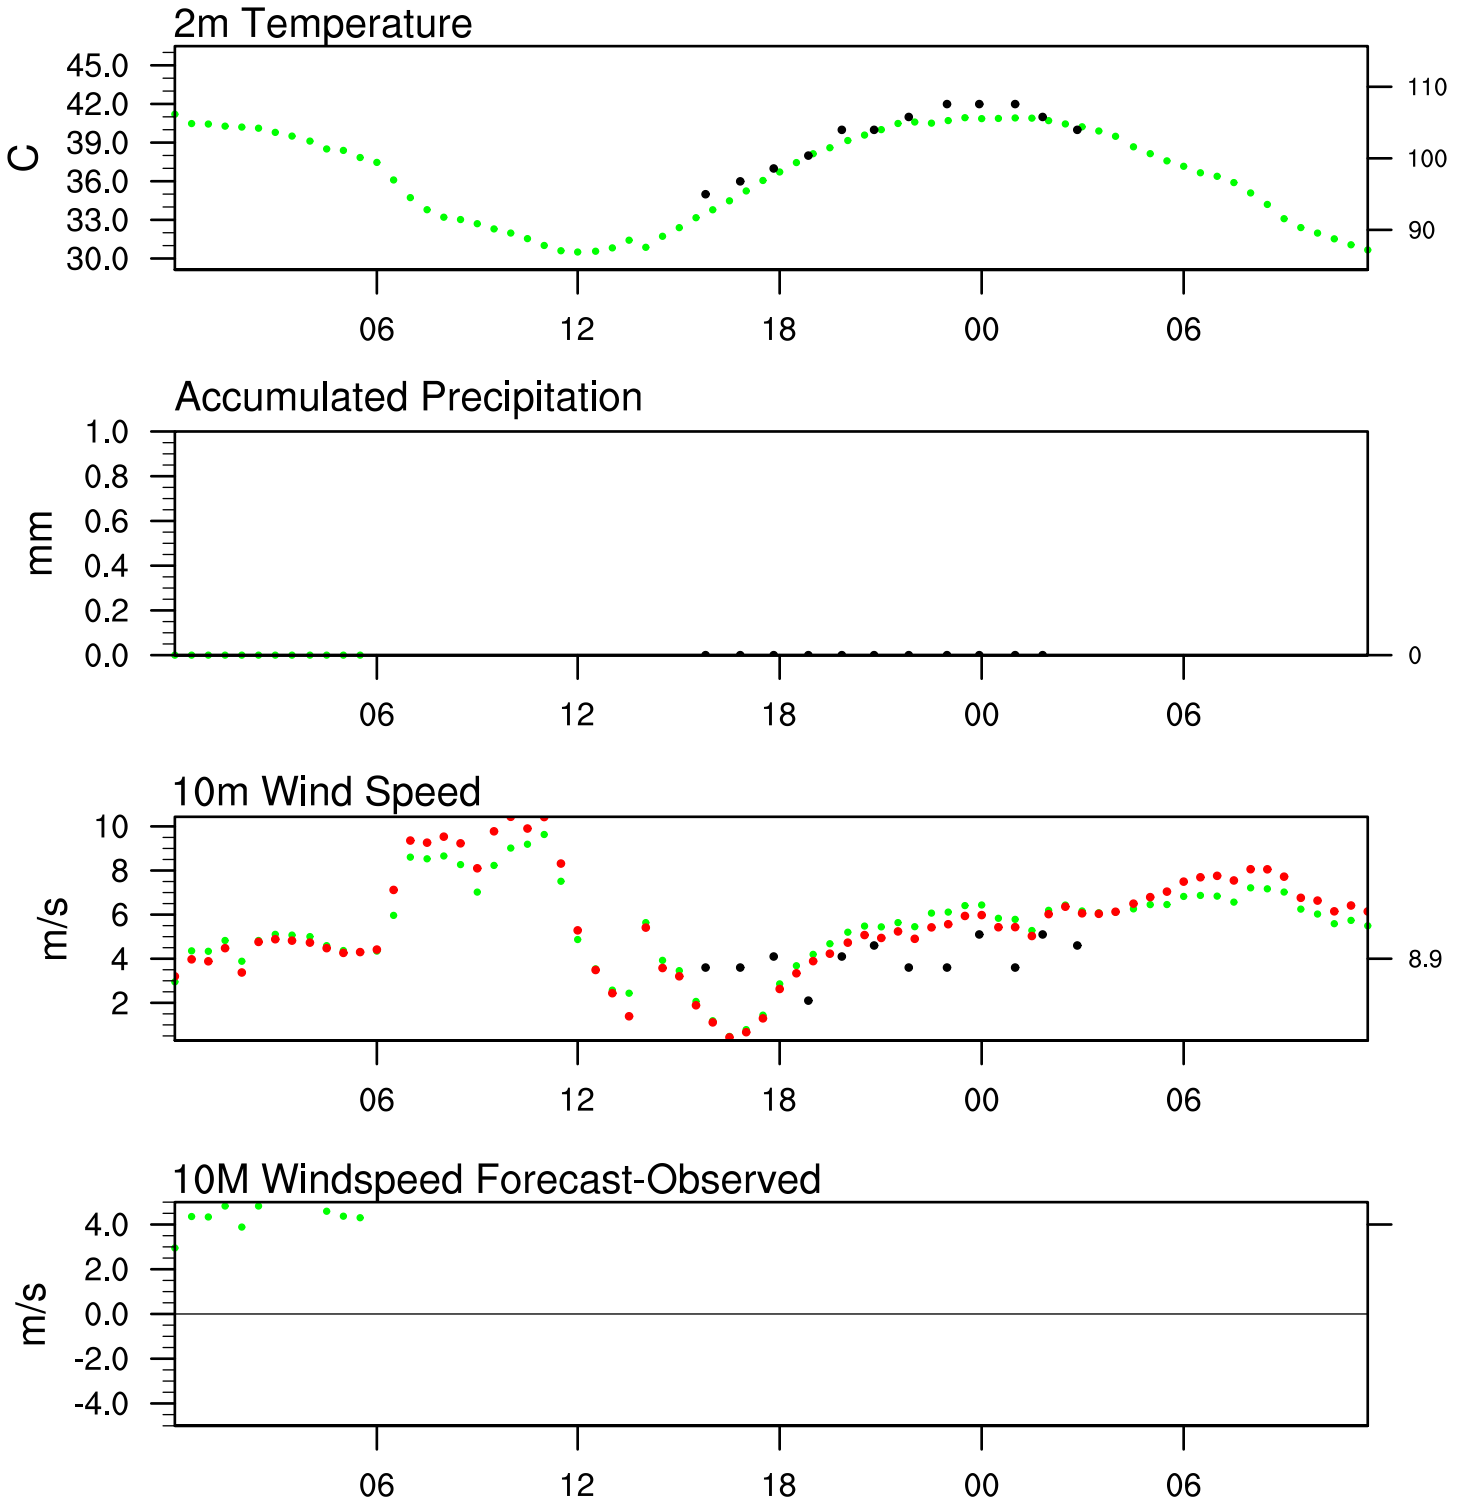 2m Temperature
45.0
42.0
39.0
36.0
33.0
30.0
C
110
100
90
06 12 18 00 06
Accumulated Precipitation
1.0
0.8
0.6
0.4
0.2
0.0
mm
0
06 12 18 00 06
10m Wind Speed
10
8
6
4
2
m/s
8.9
06 12 18 00 06
10M Windspeed Forecast-Observed
4.0
2.0
0.0
-2.0
-4.0
m/s
06 12 18 00 06